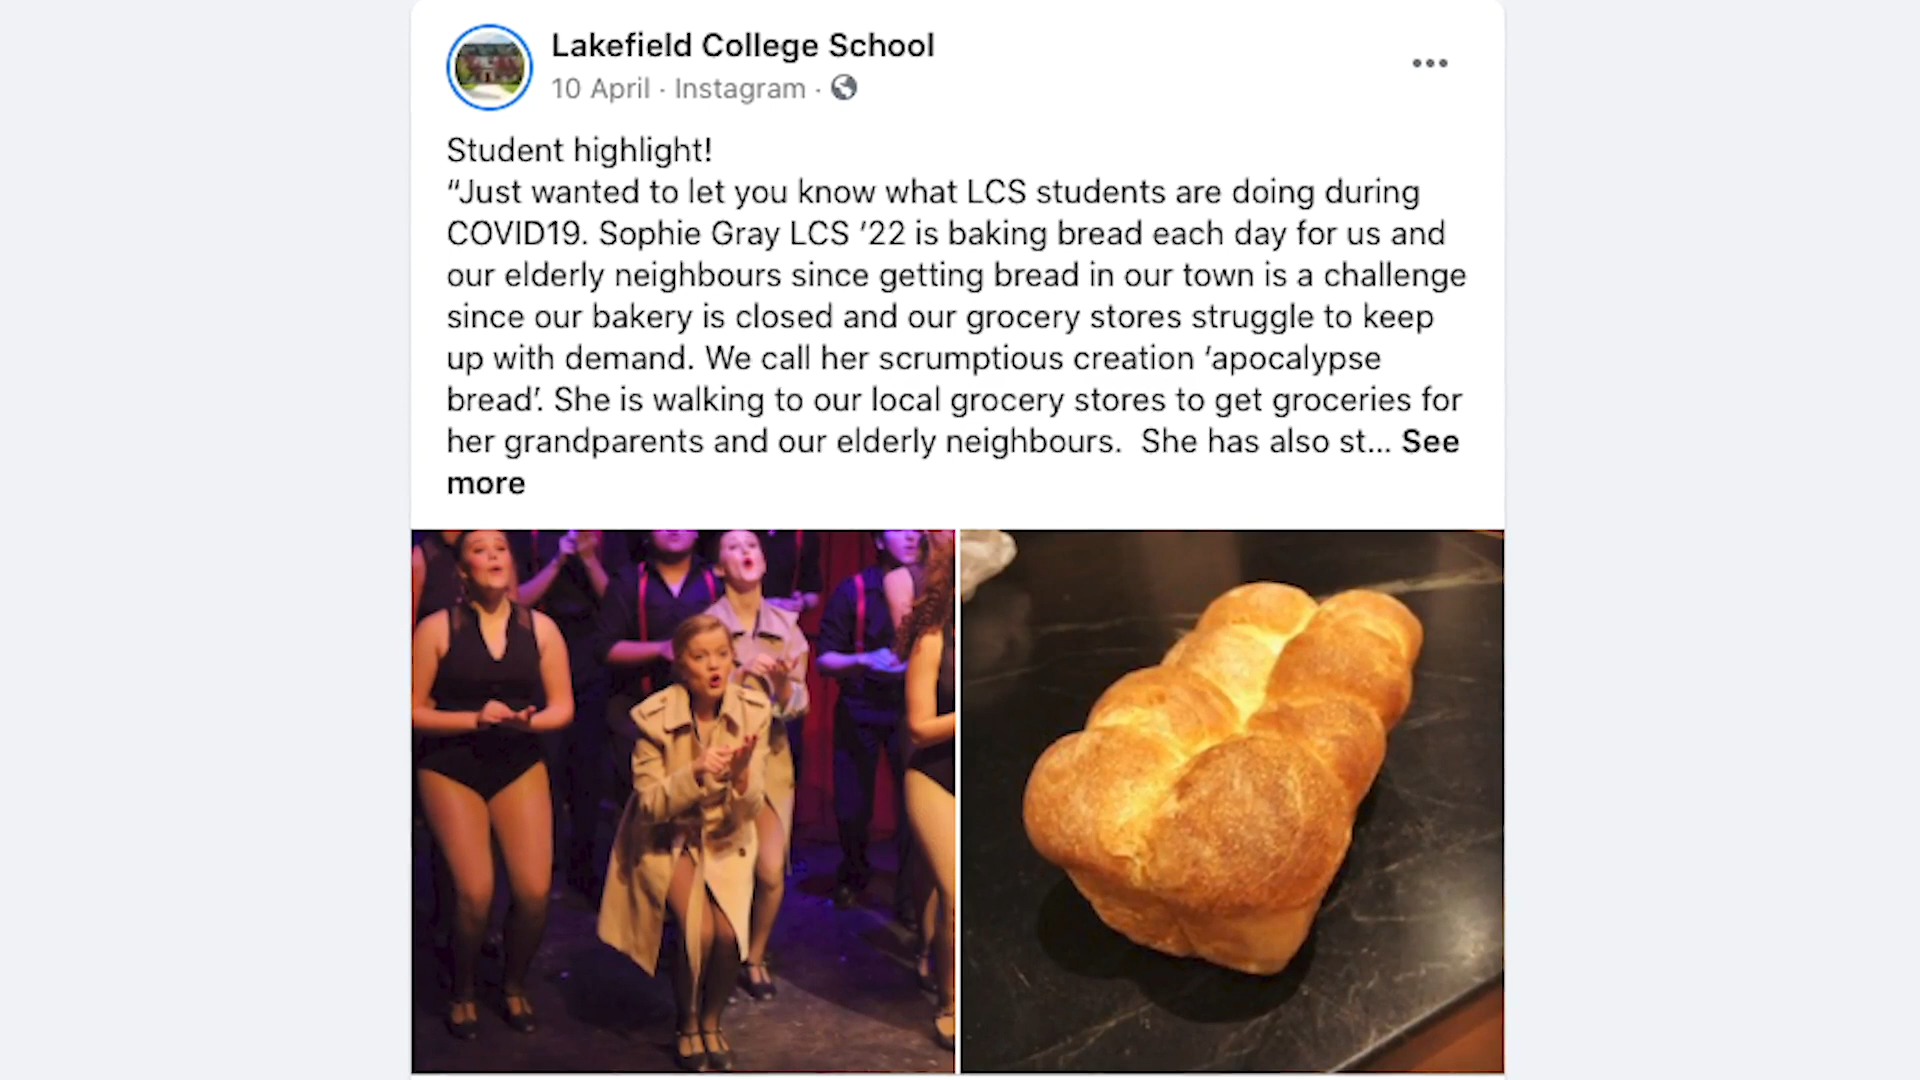 Lakefield College School
10 April · Instagram ·
Student highlight!
“Just wanted to let you know what LCS students are doing during
COVID19. Sophie Gray LCS ’22 is baking bread each day for us and
our elderly neighbours since getting bread in our town is a challenge
since our bakery is closed and our grocery stores struggle to keep
up with demand. We call her scrumptious creation ‘apocalypse
bread’. She is walking to our local grocery stores to get groceries for
her grandparents and our elderly neighbours.  She has also st... See
more